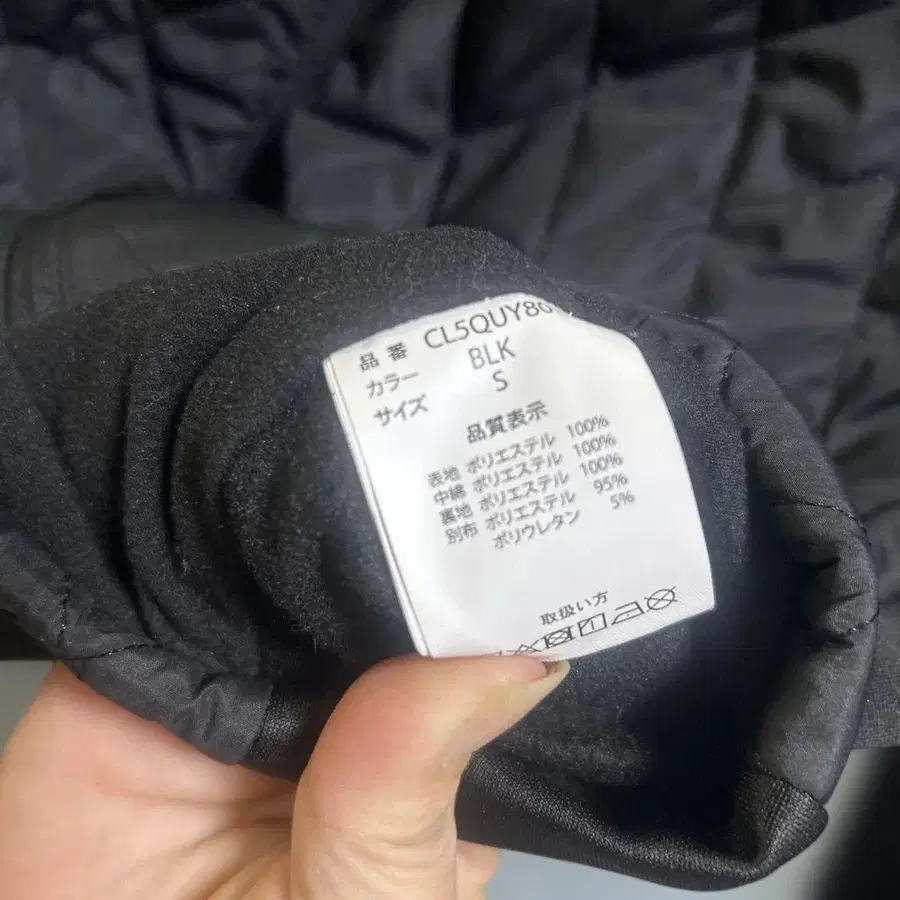 品番 CL5QUY86
カラー BLK
サイズ S
品質表示
表地 ポリエステル 100%
中綿 ポリエステル 100%
裏地 ポリエステル 100%
別布 ポリエステル 95%
ポリウレタン 5%
取扱い方